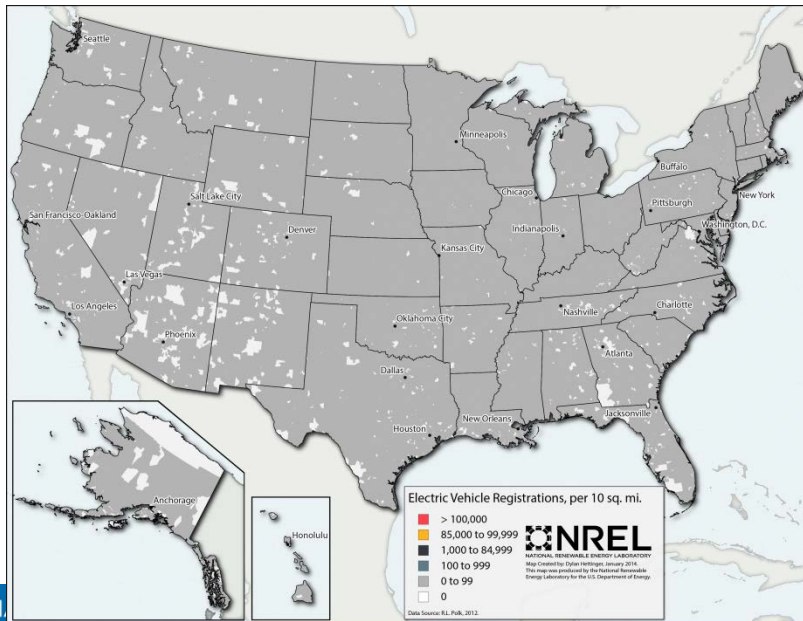 Seattle
Minneapolis
Buffalo
Chicago
New York
Pittsburgh
Salt Lake City
San Francisco-Oakland
Denver
Indianapolis
Washington, D.C.
Kansas City
Las Vegas
Los Angeles
Oklahoma City
Nashville
Charlotte
Phoenix
Atlanta
Dallas
Jacksonville
Houston
New Orleans
Anchorage
Honolulu
Electric Vehicle Registrations, per 10 sq. mi.
> 100,000
85,000 to 99,999
1,000 to 84,999
100 to 999
0 to 99
0
NREL
NATIONAL RENEWABLE ENERGY LABORATORY
Map Created by: Dylan Hettinger, January 2014.
This map was produced by the National Renewable
Energy Laboratory for the U.S. Department of Energy.
Data Source: R.L. Polk, 2012.